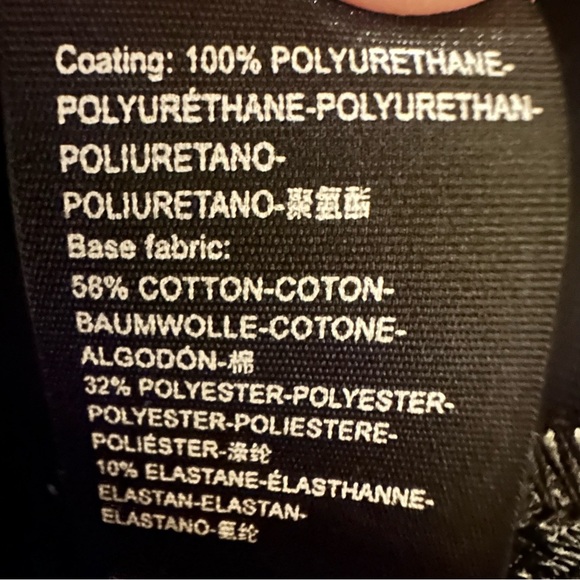 Coating: 100% POLYURETHANE-
POLYURÉTHANE-POLYURETHAN-
POLIURETANO-
POLIURETANO-聚氨酯
Base fabric:
58% COTTON-COTON-
BAUMWOLLE-COTONE-
ALGODÓN-棉
32% POLYESTER-POLYESTER-
POLYESTER-POLIESTERE-
POLIÉSTER-涤纶
10% ELASTANE-ÉLASTHANNE-
ELASTAN-ELASTAN-
ELASTANO-氨纶